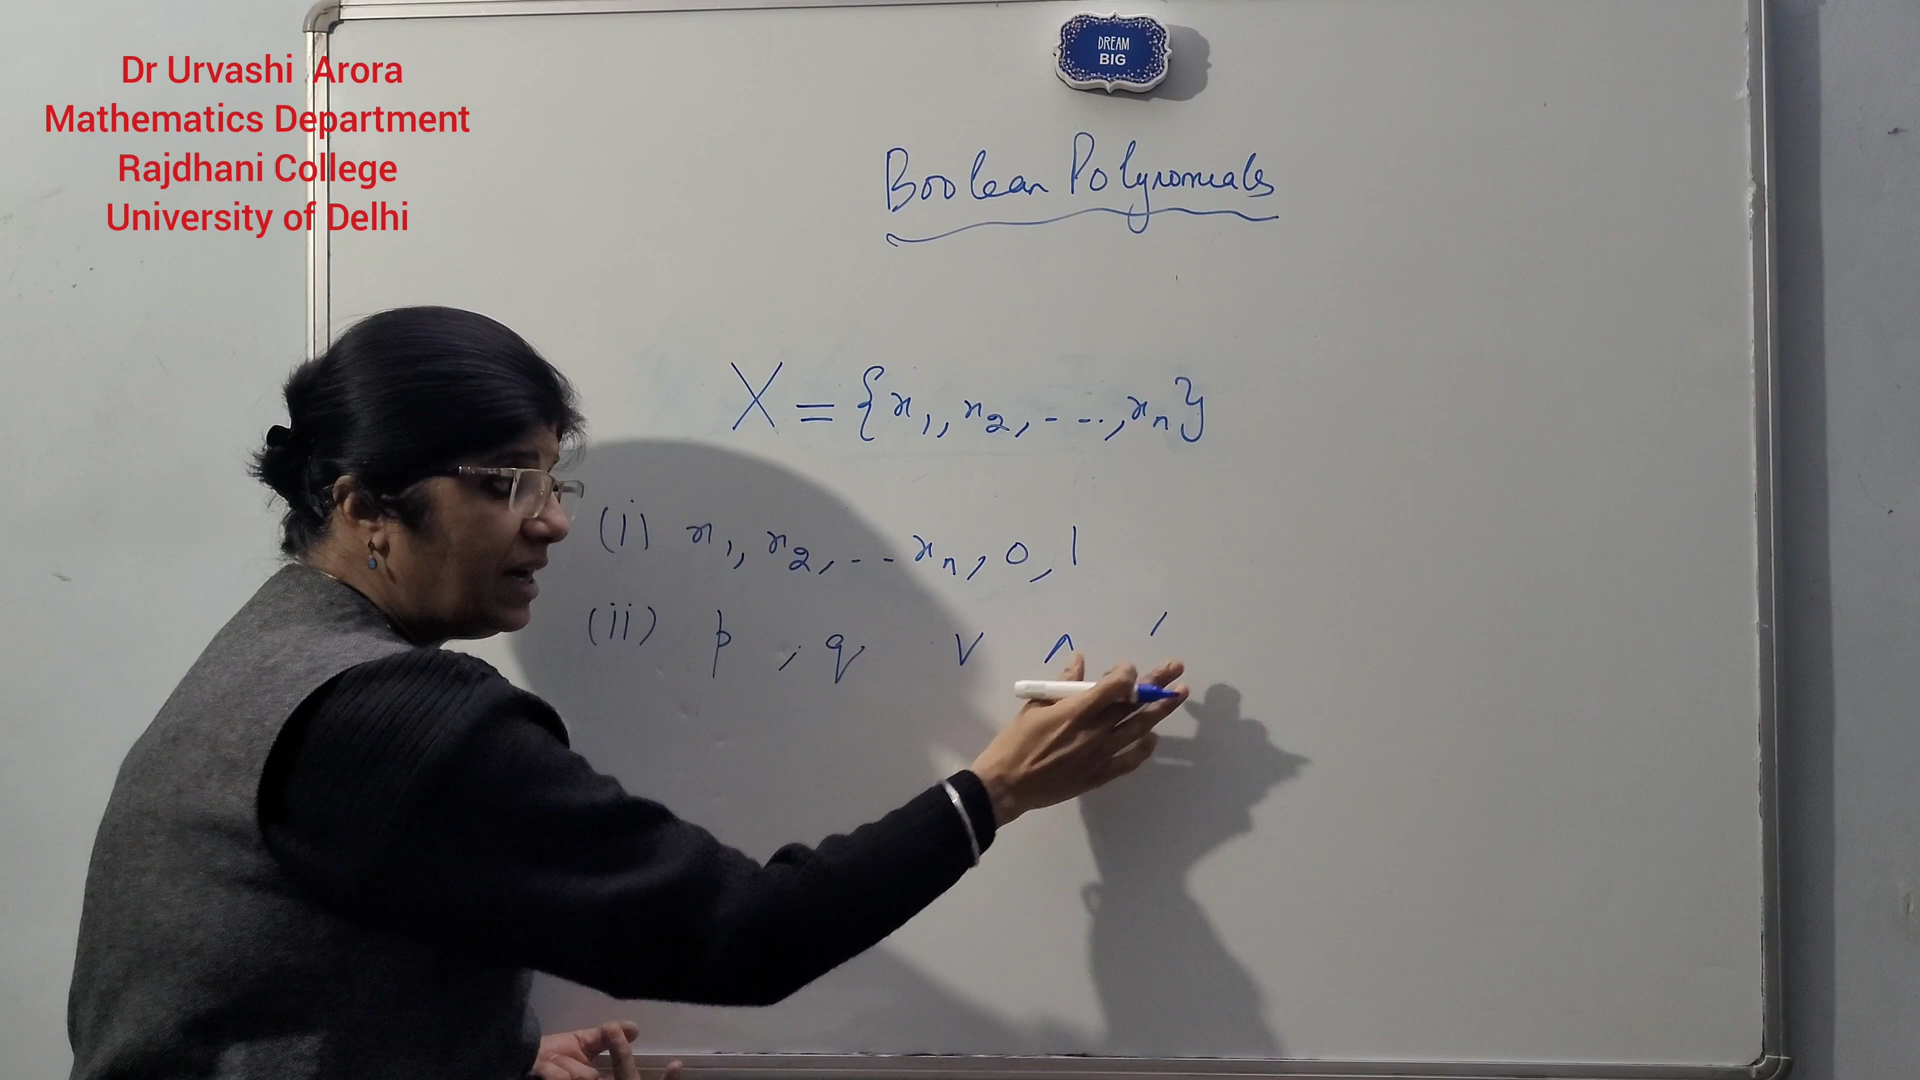 Dr Urvashi Arora
Mathematics Department
Rajdhani College
University of Delhi
DREAM
BIG
Boolean Polynomials
X = {x₁, x₂, ...., xₙ}
(i) x₁, x₂, ... xₙ, 0, 1
(ii) p , q ∨ ∧ ′